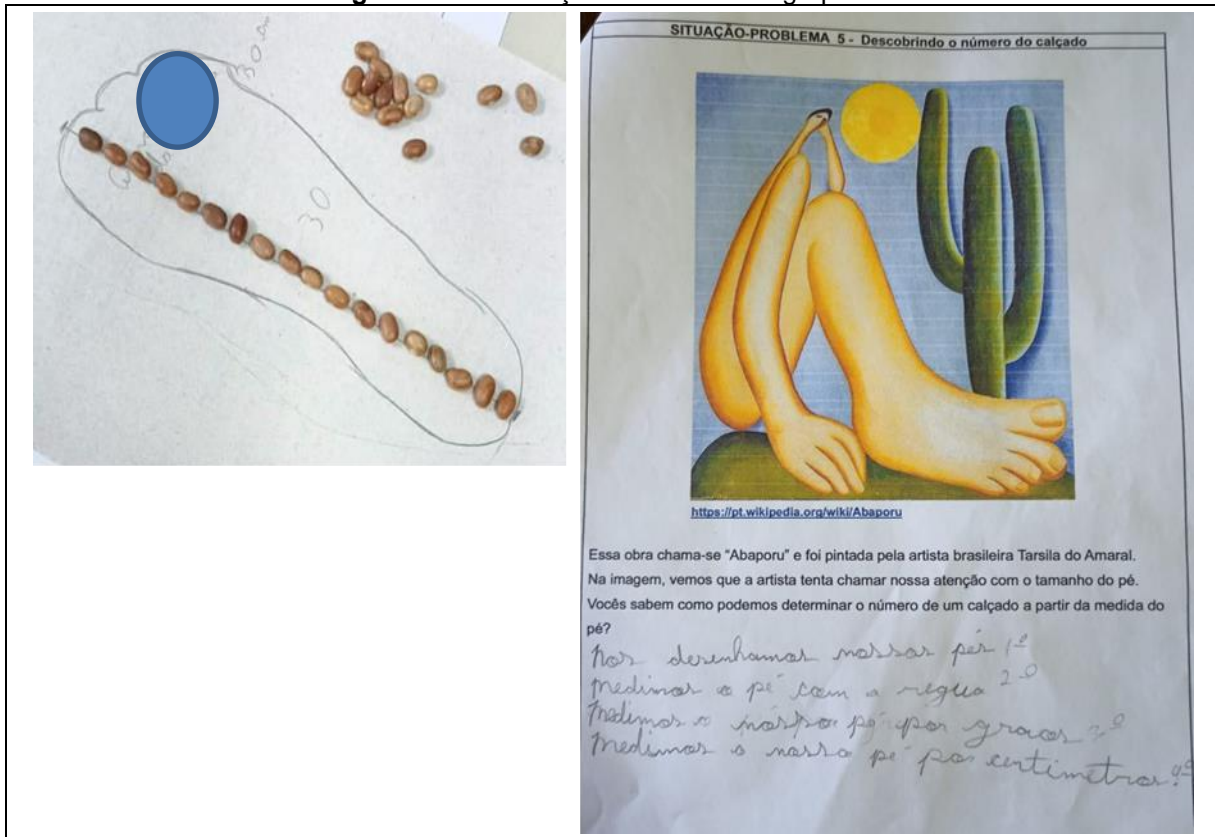 30
30
SITUAÇÃO-PROBLEMA 5 - Descobrindo o número do calçado
https://pt.wikipedia.org/wiki/Abaporu
Essa obra chama-se "Abaporu" e foi pintada pela artista brasileira Tarsila do Amaral.
Na imagem, vemos que a artista tenta chamar nossa atenção com o tamanho do pé.
Vocês sabem como podemos determinar o número de um calçado a partir da medida do
pé?
Nos desenhamos nossos pés 1º
Medimos o pé com a regua 2º
Medimos o nosso pé por graos 3º
Medimos o nosso pé por centimetros 4º